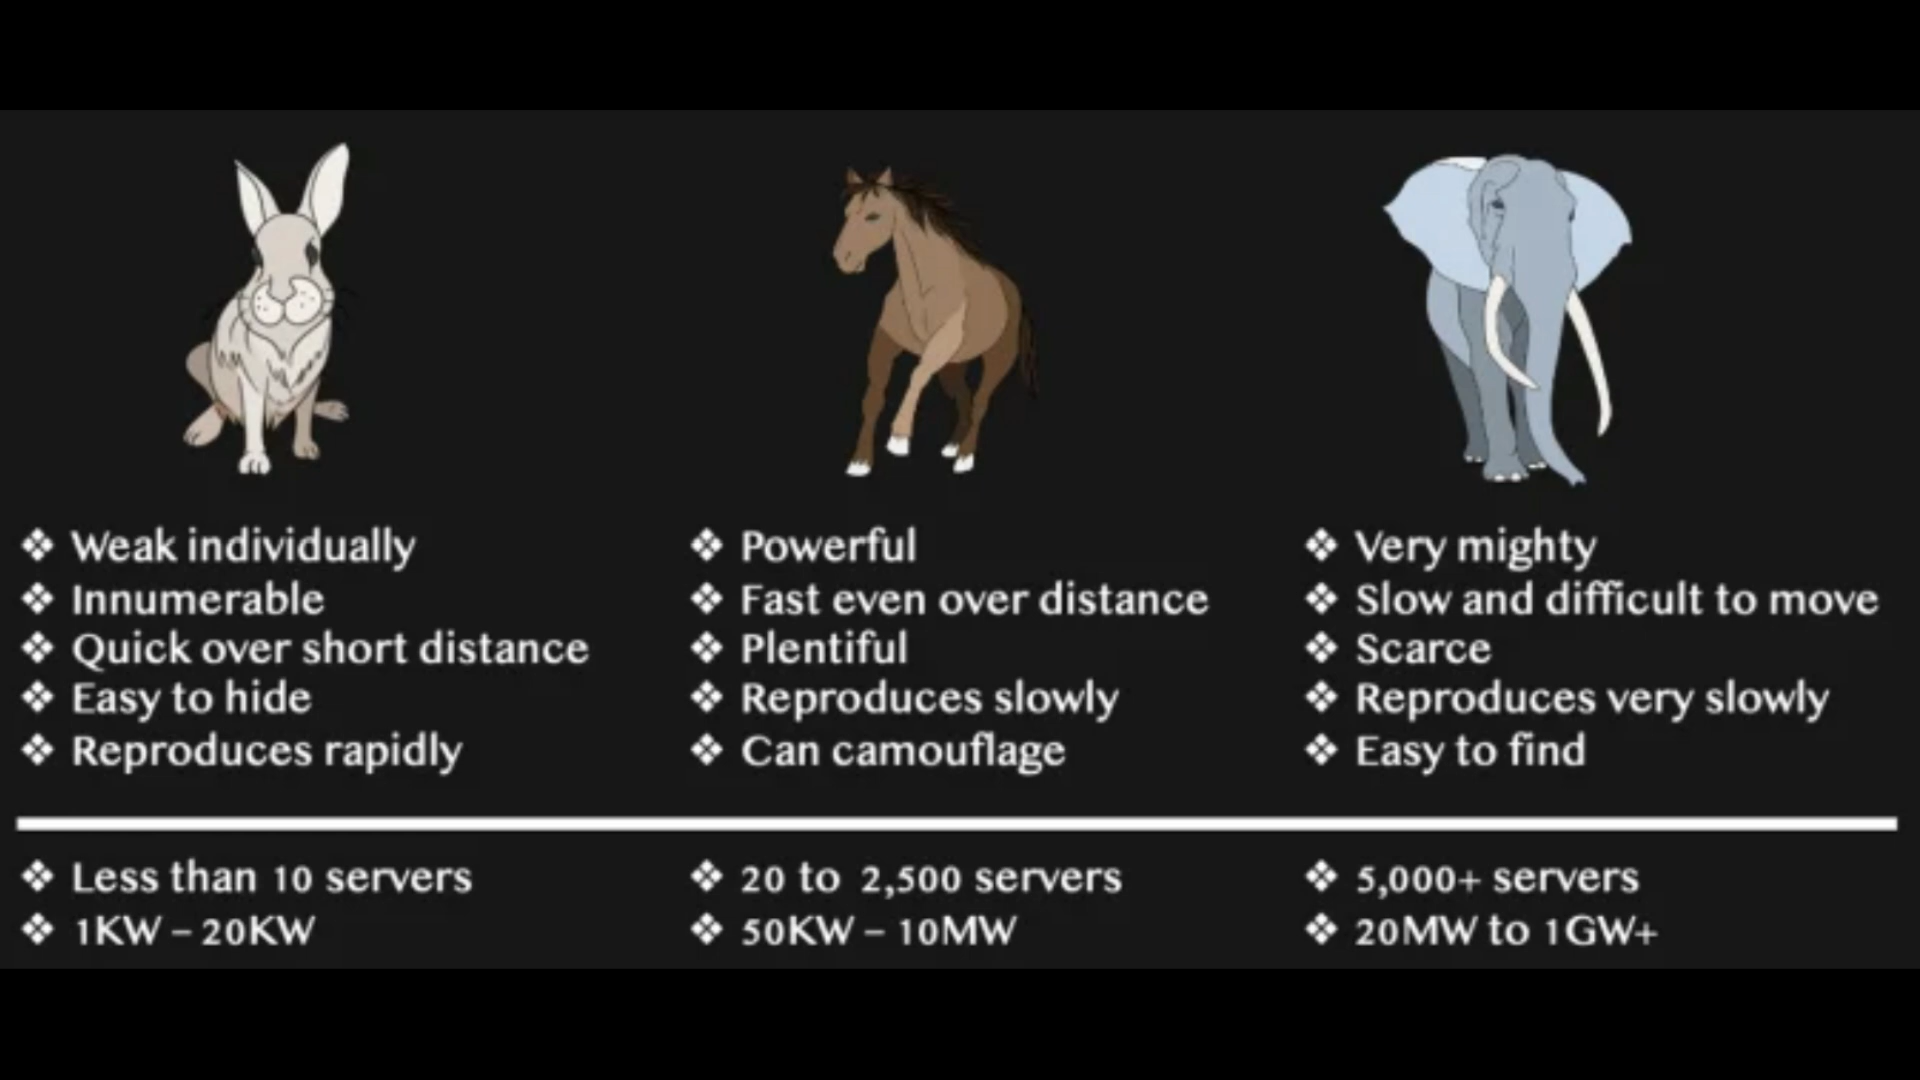 ❖ Weak individually
❖ Innumerable
❖ Quick over short distance
❖ Easy to hide
❖ Reproduces rapidly
❖ Powerful
❖ Fast even over distance
❖ Plentiful
❖ Reproduces slowly
❖ Can camouflage
❖ Very mighty
❖ Slow and difficult to move
❖ Scarce
❖ Reproduces very slowly
❖ Easy to find
❖ Less than 10 servers
❖ 1KW – 20KW
❖ 20 to 2,500 servers
❖ 50KW – 10MW
❖ 5,000+ servers
❖ 20MW to 1GW+